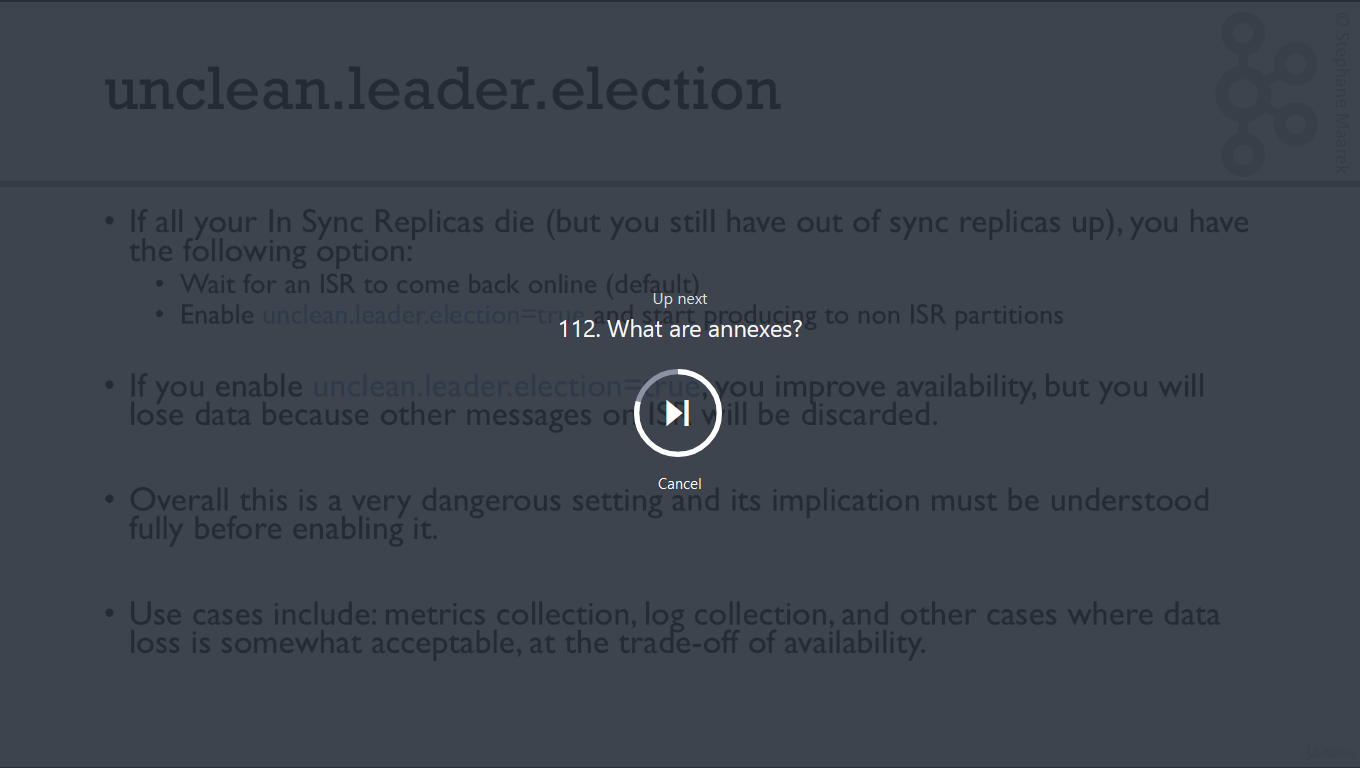 unclean.leader.election
© Stephane Maarek
• If all your In Sync Replicas die (but you still have out of sync replicas up), you have
the following option:
• Wait for an ISR to come back online (default)
• Enable unclean.leader.election=true and start producing to non ISR partitions
Up next
112. What are annexes?
• If you enable unclean.leader.election=true, you improve availability, but you will
lose data because other messages on ISR will be discarded.
Cancel
• Overall this is a very dangerous setting and its implication must be understood
fully before enabling it.
• Use cases include: metrics collection, log collection, and other cases where data
loss is somewhat acceptable, at the trade-off of availability.